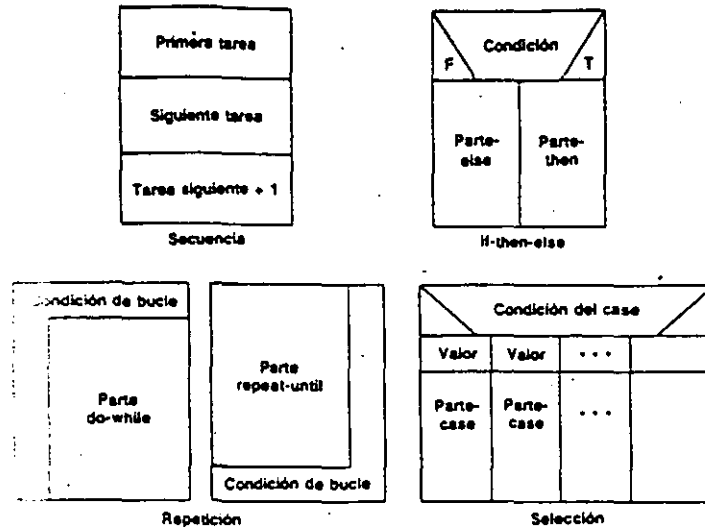 Primera tarea
Siguiente tarea
Tarea siguiente + 1
Secuencia
Condición
F
T
Parte-
else
Parte-
then
If-then-else
Condición de bucle
Parte
do-while
Parte
repeat-until
Condición de bucle
Repetición
Condición del case
Valor
Valor
• • •
Parte-
case
Parte-
case
• • •
Selección